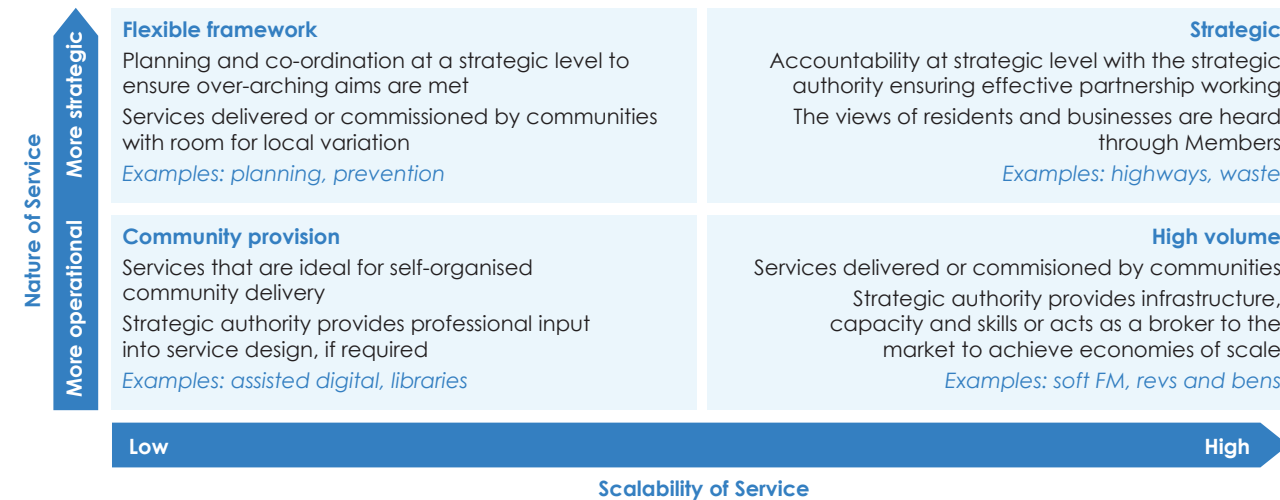 Nature of Service
More strategic
More operational
Flexible framework
Planning and co-ordination at a strategic level to
ensure over-arching aims are met
Services delivered or commissioned by communities
with room for local variation
Examples: planning, prevention
Strategic
Accountability at strategic level with the strategic
authority ensuring effective partnership working
The views of residents and businesses are heard
through Members
Examples: highways, waste
Community provision
Services that are ideal for self-organised
community delivery
Strategic authority provides professional input
into service design, if required
Examples: assisted digital, libraries
High volume
Services delivered or commisioned by communities
Strategic authority provides infrastructure,
capacity and skills or acts as a broker to the
market to achieve economies of scale
Examples: soft FM, revs and bens
Low
High
Scalability of Service